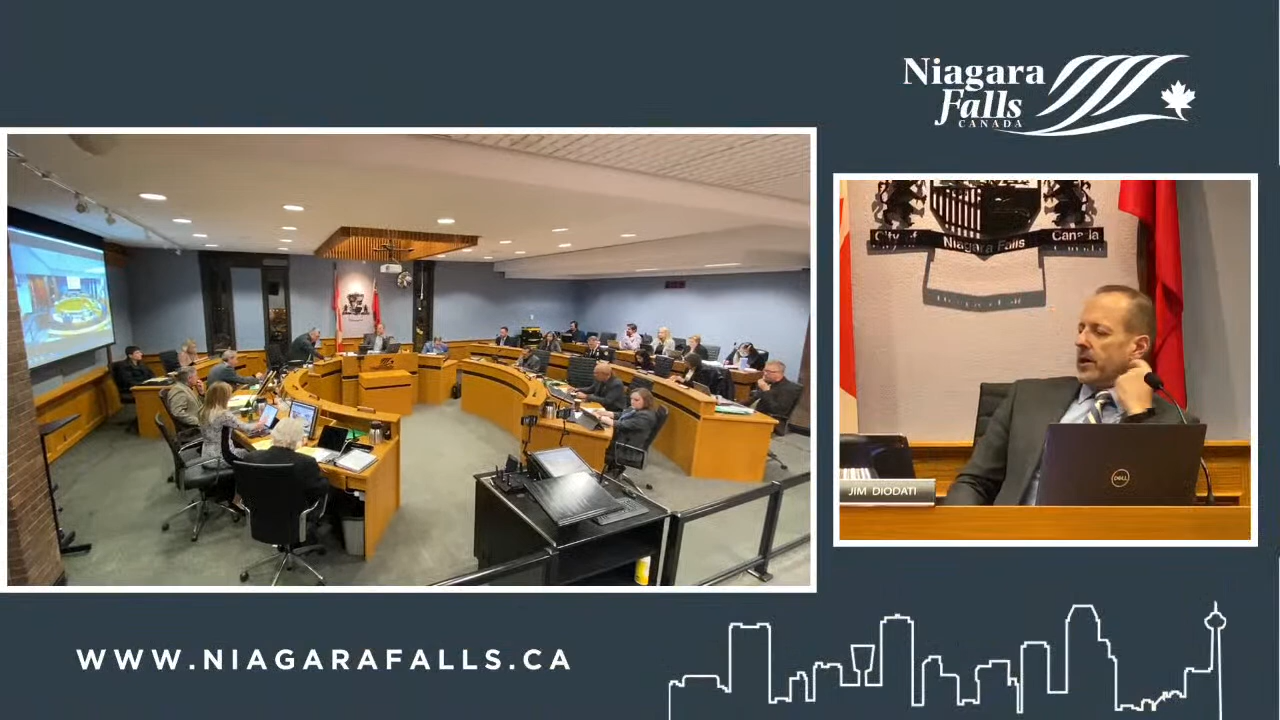 Niagara
Falls
CANADA
City of Niagara Falls Canada
JIM DIODATI
DELL
WWW.NIAGARAFALLS.CA